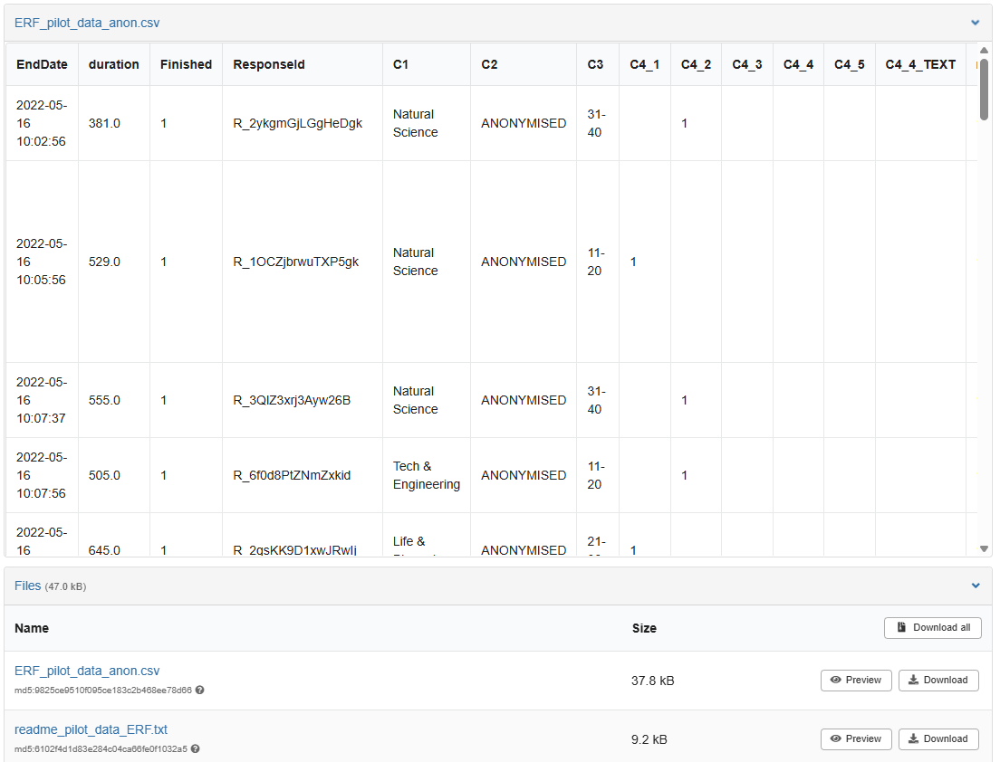 ERF_pilot_data_anon.csv
EndDate duration Finished ResponseId C1 C2 C3 C4_1 C4_2 C4_3 C4_4 C4_5 C4_4_TEXT
2022-05-
16
10:02:56
381.0 1 R_2ykgmGjLGgHeDgk
Natural
Science
ANONYMISED
31-
40
1
2022-05-
16
10:05:56
529.0 1 R_1OCZjbrwuTXP5gk
Natural
Science
ANONYMISED
11-
20
1
2022-05-
16
10:07:37
555.0 1 R_3QIZ3xrj3Ayw26B
Natural
Science
ANONYMISED
31-
40
1
2022-05-
16
10:07:56
505.0 1 R_6f0d8PtZNmZxkid
Tech &
Engineering
ANONYMISED
11-
20
1
2022-05-
16
645.0 1 R_2qsKK9D1xwJRwIj
Life &
ANONYMISED
21-
1
Files (47.0 kB)
Name Size Download all
ERF_pilot_data_anon.csv
md5:9825ce9510f095ce183c2b468ee78d66
37.8 kB Preview Download
readme_pilot_data_ERF.txt
md5:6102f4d1d83e284c04ca66fe0f1032a5
9.2 kB Preview Download